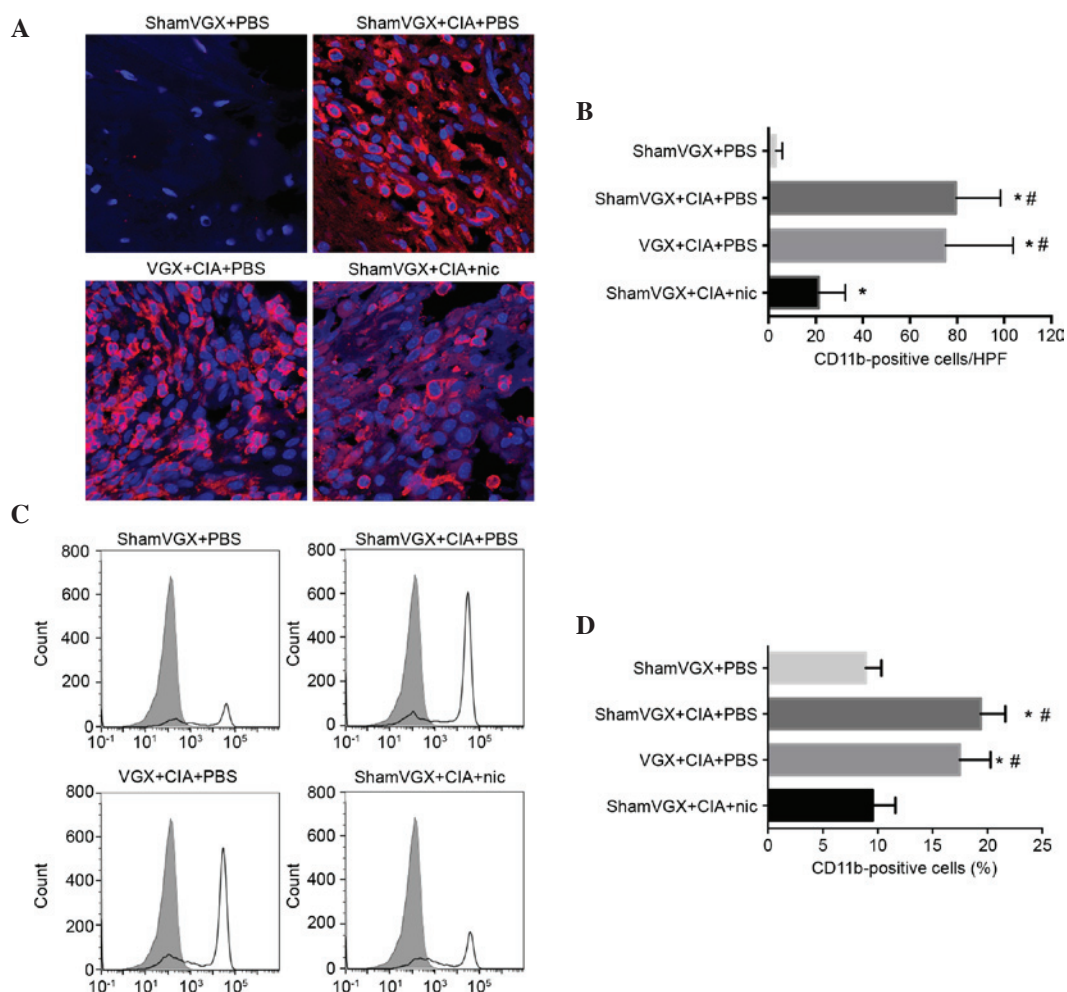 A
ShamVGX+PBS
ShamVGX+CIA+PBS
VGX+CIA+PBS
ShamVGX+CIA+nic
B
ShamVGX+PBS
ShamVGX+CIA+PBS
* #
VGX+CIA+PBS
* #
ShamVGX+CIA+nic
*
0 20 40 60 80 100 120
CD11b-positive cells/HPF
C
ShamVGX+PBS
800
600
400
200
0
Count
10-1 101 103 105
ShamVGX+CIA+PBS
800
600
400
200
0
Count
10-1 101 103 105
VGX+CIA+PBS
800
600
400
200
0
Count
10-1 101 103 105
ShamVGX+CIA+nic
800
600
400
200
0
Count
10-1 101 103 105
D
ShamVGX+PBS
ShamVGX+CIA+PBS
* #
VGX+CIA+PBS
* #
ShamVGX+CIA+nic
0 5 10 15 20 25
CD11b-positive cells (%)